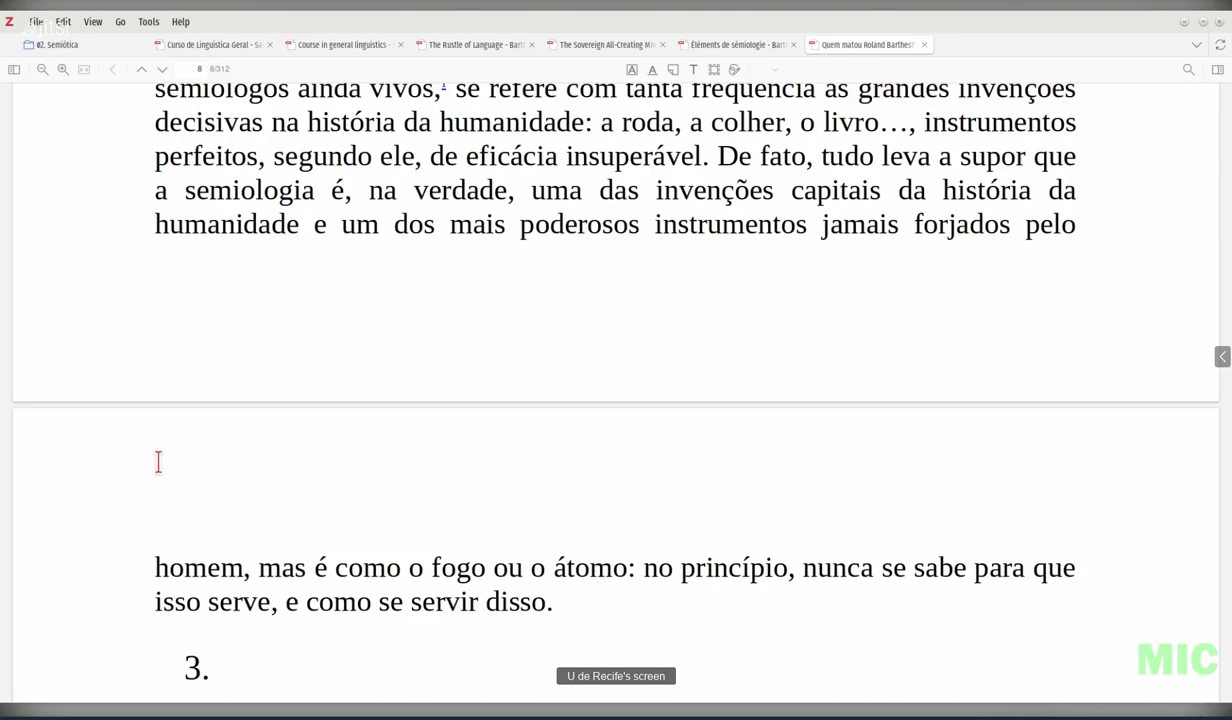 File Edit View Go Tools Help
02. Semiótica
Curso de Linguística Geral - Sa
Course in general linguistics -
The Rustle of Language - Bart
The Sovereign All-Creating Min
Éléments de sémiologie - Bart
Quem matou Roland Barthes?
8 8/312
semiólogos ainda vivos,¹ se refere com tanta frequência às grandes invenções
decisivas na história da humanidade: a roda, a colher, o livro…, instrumentos
perfeitos, segundo ele, de eficácia insuperável. De fato, tudo leva a supor que
a semiologia é, na verdade, uma das invenções capitais da história da
humanidade e um dos mais poderosos instrumentos jamais forjados pelo
homem, mas é como o fogo ou o átomo: no princípio, nunca se sabe para que
isso serve, e como se servir disso.
3.
U de Recife's screen
MIC